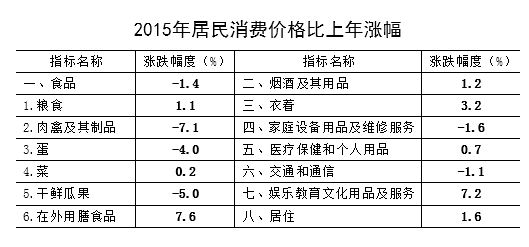 2015年居民消费价格比上年涨幅
指标名称 涨跌幅度（%） 指标名称 涨跌幅度（%）
一、食品 -1.4 二、烟酒及其用品 1.2
1.粮食 1.1 三、衣着 3.2
2.肉禽及其制品 -7.1 四、家庭设备用品及维修服务 -1.6
3.蛋 -4.0 五、医疗保健和个人用品 0.7
4.菜 0.2 六、交通和通信 -1.1
5.干鲜瓜果 -5.0 七、娱乐教育文化用品及服务 7.2
6.在外用膳食品 7.6 八、居住 1.6